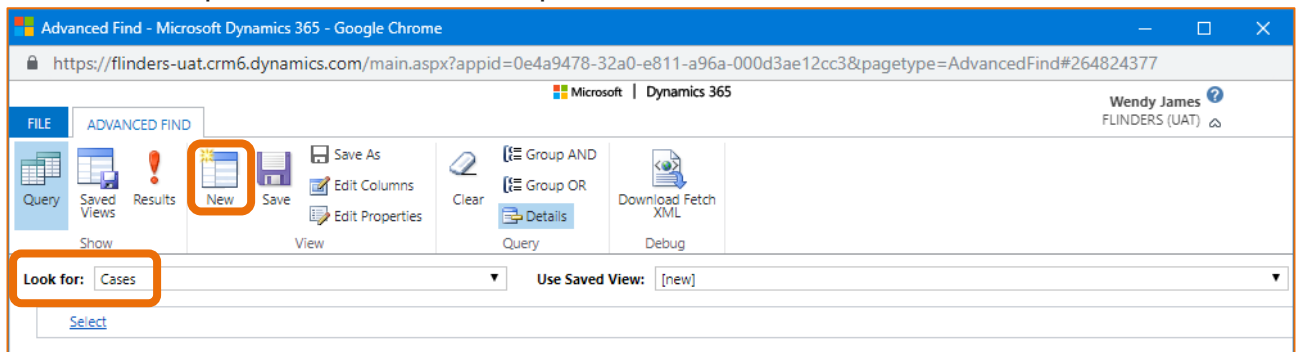 Advanced Find - Microsoft Dynamics 365 - Google Chrome
https://flinders-uat.crm6.dynamics.com/main.aspx?appid=0e4a9478-32a0-e811-a96a-000d3ae12cc3&pagetype=AdvancedFind#264824377
Microsoft | Dynamics 365
Wendy James
FLINDERS (UAT)
FILE ADVANCED FIND
Query
Saved Views
Results
New
Save
Save As
Edit Columns
Edit Properties
Clear
Group AND
Group OR
Details
Download Fetch XML
Show View Query Debug
Look for: Cases Use Saved View: [new]
Select